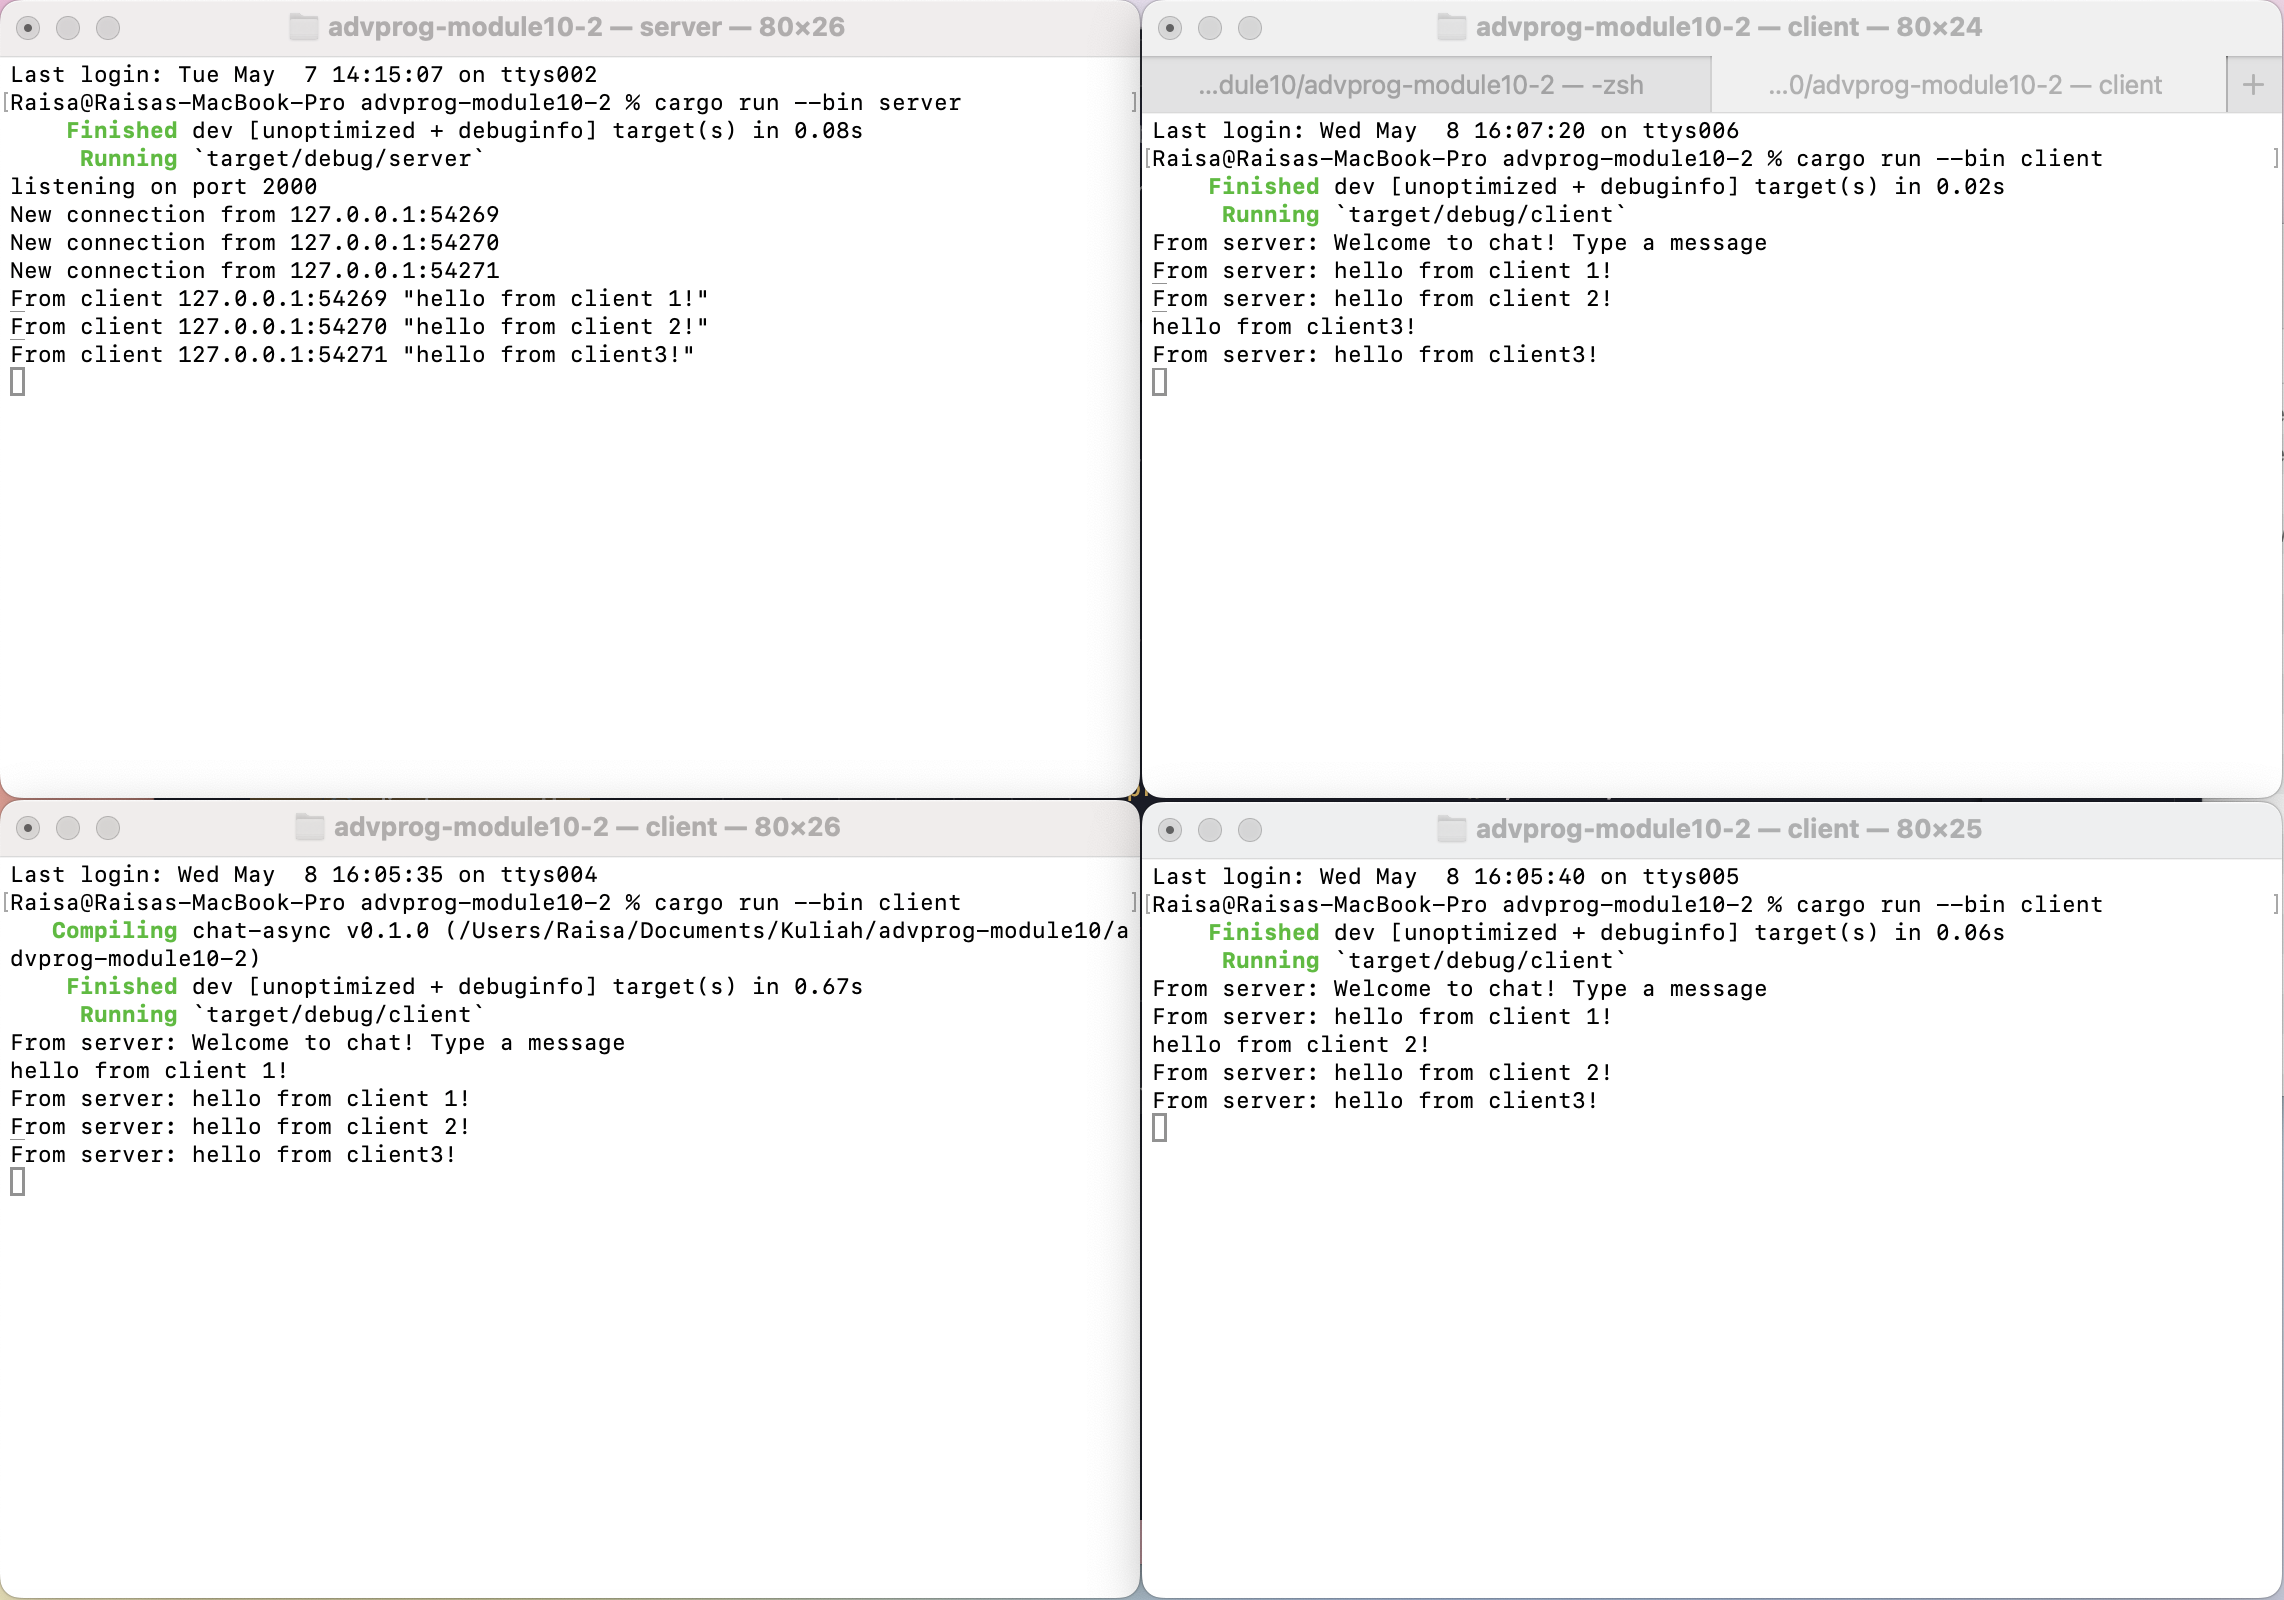 advprog-module10-2 — server — 80×26
Last login: Tue May  7 14:15:07 on ttys002
[Raisa@Raisas-MacBook-Pro advprog-module10-2 % cargo run --bin server ]
Finished dev [unoptimized + debuginfo] target(s) in 0.08s
Running `target/debug/server`
listening on port 2000
New connection from 127.0.0.1:54269
New connection from 127.0.0.1:54270
New connection from 127.0.0.1:54271
From client 127.0.0.1:54269 "hello from client 1!"
From client 127.0.0.1:54270 "hello from client 2!"
From client 127.0.0.1:54271 "hello from client3!"
advprog-module10-2 — client — 80×24
...dule10/advprog-module10-2 — -zsh
...0/advprog-module10-2 — client
+
Last login: Wed May  8 16:07:20 on ttys006
[Raisa@Raisas-MacBook-Pro advprog-module10-2 % cargo run --bin client ]
Finished dev [unoptimized + debuginfo] target(s) in 0.02s
Running `target/debug/client`
From server: Welcome to chat! Type a message
From server: hello from client 1!
From server: hello from client 2!
hello from client3!
From server: hello from client3!
advprog-module10-2 — client — 80×26
Last login: Wed May  8 16:05:35 on ttys004
[Raisa@Raisas-MacBook-Pro advprog-module10-2 % cargo run --bin client ]
Compiling chat-async v0.1.0 (/Users/Raisa/Documents/Kuliah/advprog-module10/a
dvprog-module10-2)
Finished dev [unoptimized + debuginfo] target(s) in 0.67s
Running `target/debug/client`
From server: Welcome to chat! Type a message
hello from client 1!
From server: hello from client 1!
From server: hello from client 2!
From server: hello from client3!
advprog-module10-2 — client — 80×25
Last login: Wed May  8 16:05:40 on ttys005
[Raisa@Raisas-MacBook-Pro advprog-module10-2 % cargo run --bin client ]
Finished dev [unoptimized + debuginfo] target(s) in 0.06s
Running `target/debug/client`
From server: Welcome to chat! Type a message
From server: hello from client 1!
hello from client 2!
From server: hello from client 2!
From server: hello from client3!